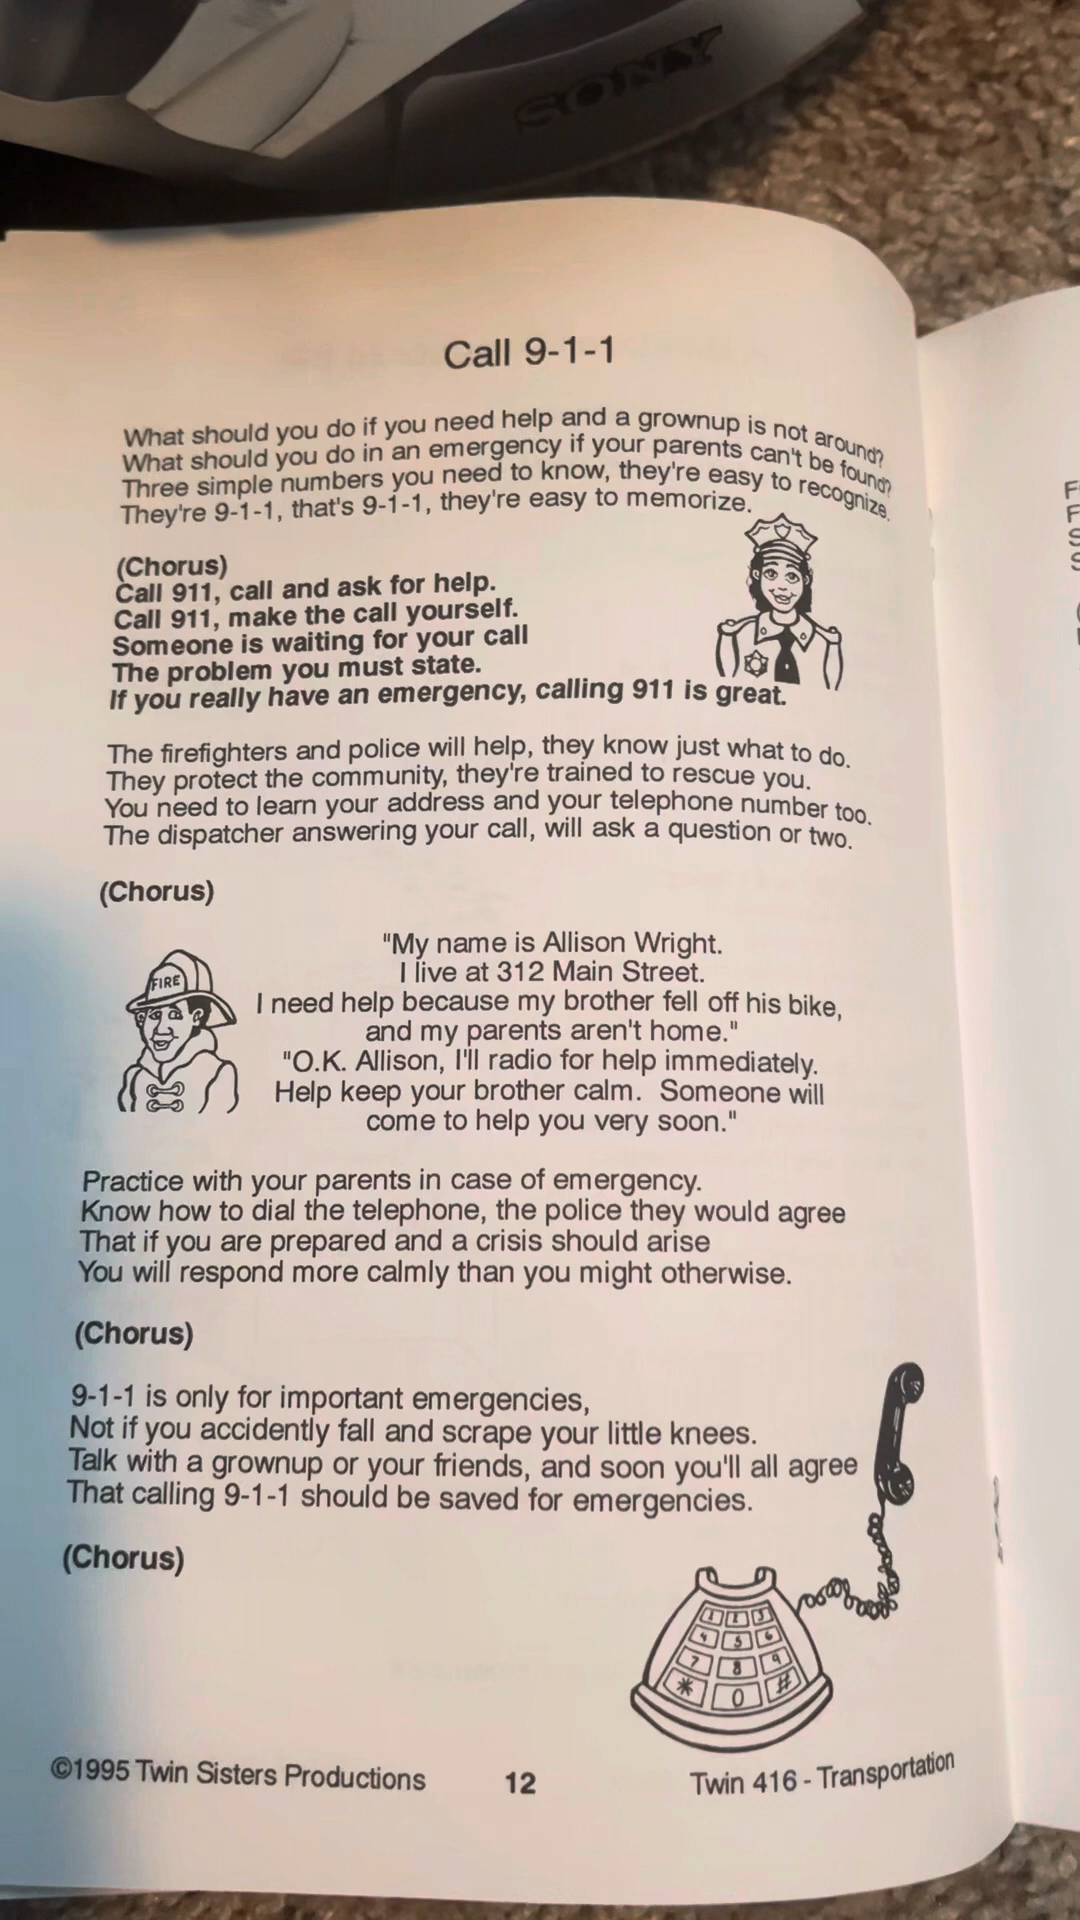 SONY
Call 9-1-1
What should you do if you need help and a grownup is not around?
What should you do in an emergency if your parents can't be found?
Three simple numbers you need to know, they're easy to recognize.
They're 9-1-1, that's 9-1-1, they're easy to memorize.
(Chorus)
Call 911, call and ask for help.
Call 911, make the call yourself.
Someone is waiting for your call
The problem you must state.
If you really have an emergency, calling 911 is great.
The firefighters and police will help, they know just what to do.
They protect the community, they're trained to rescue you.
You need to learn your address and your telephone number too.
The dispatcher answering your call, will ask a question or two.
(Chorus)
FIRE
"My name is Allison Wright.
I live at 312 Main Street.
I need help because my brother fell off his bike,
and my parents aren't home."
"O.K. Allison, I'll radio for help immediately.
Help keep your brother calm.  Someone will
come to help you very soon."
Practice with your parents in case of emergency.
Know how to dial the telephone, the police they would agree
That if you are prepared and a crisis should arise
You will respond more calmly than you might otherwise.
(Chorus)
9-1-1 is only for important emergencies,
Not if you accidently fall and scrape your little knees.
Talk with a grownup or your friends, and soon you'll all agree
That calling 9-1-1 should be saved for emergencies.
(Chorus)
1 2 3
4 5 6
7 8 9
* 0 #
©1995 Twin Sisters Productions 12 Twin 416 - Transportation